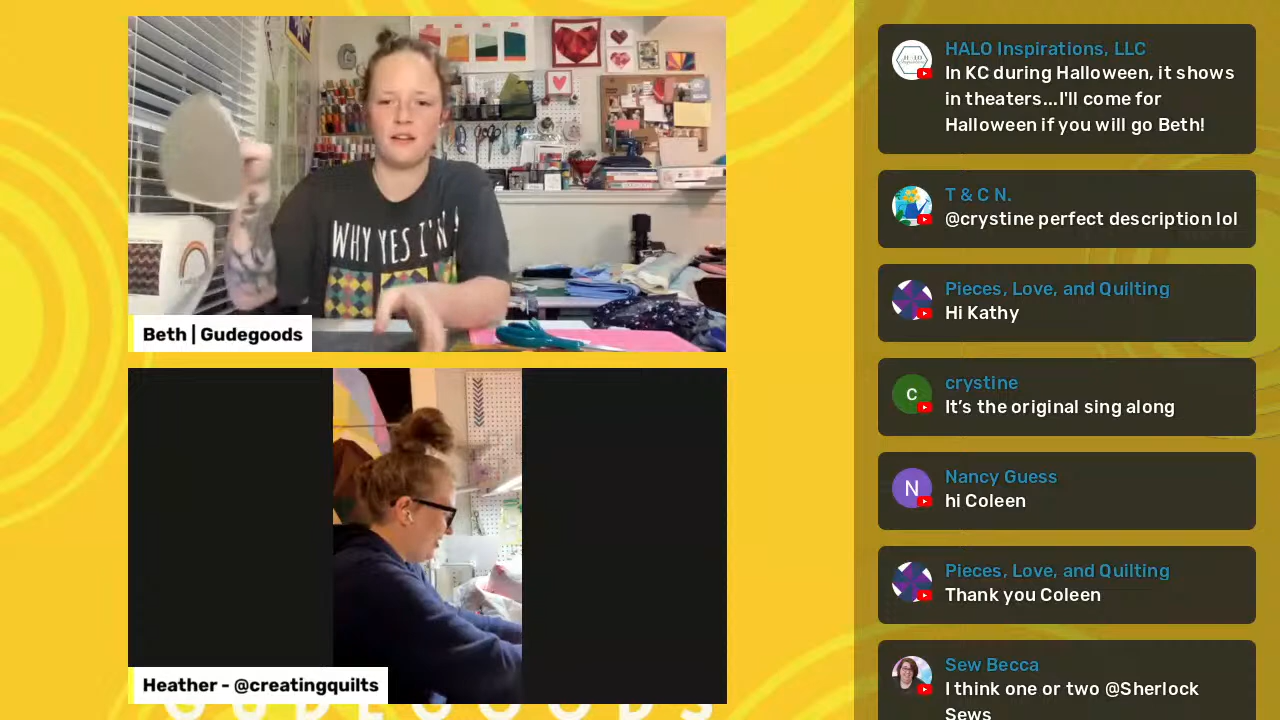 WHY YES I'M
Beth | Gudegoods
Heather - @creatingquilts
GUDEGOODS
HALO Inspirations, LLC
In KC during Halloween, it shows
in theaters...I'll come for
Halloween if you will go Beth!
T & C N.
@crystine perfect description lol
Pieces, Love, and Quilting
Hi Kathy
C
crystine
It’s the original sing along
N
Nancy Guess
hi Coleen
Pieces, Love, and Quilting
Thank you Coleen
Sew Becca
I think one or two @Sherlock
Sews